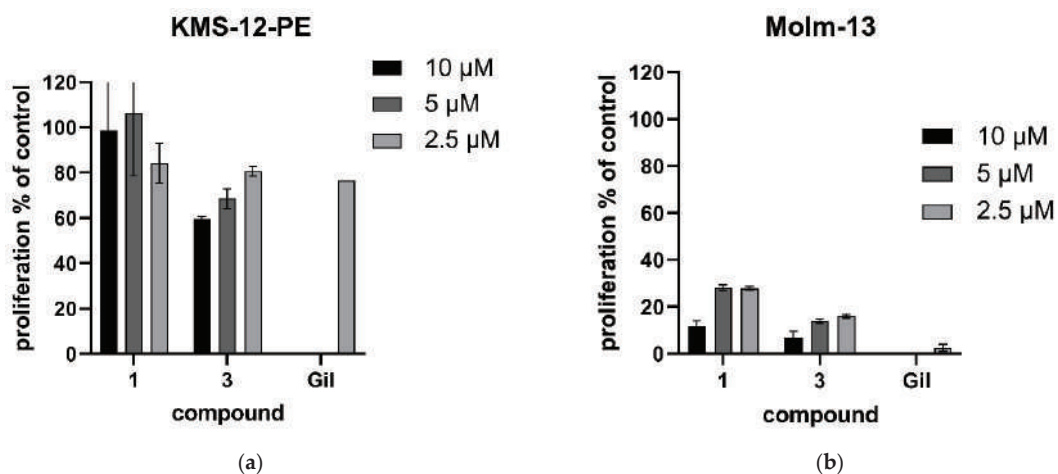 KMS-12-PE
10 µM
5 µM
2.5 µM
120
100
80
60
40
20
0
proliferation % of control
1 3 Gil
compound
(a)
Molm-13
10 µM
5 µM
2.5 µM
120
100
80
60
40
20
0
proliferation % of control
1 3 Gil
compound
(b)